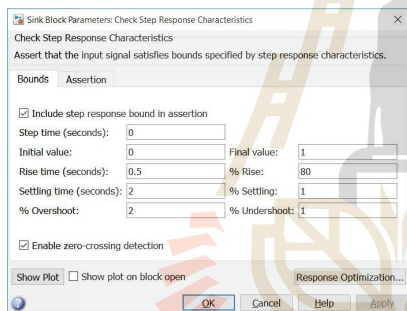 Sink Block Parameters: Check Step Response Characteristics
Check Step Response Characteristics
Assert that the input signal satisfies bounds specified by step response characteristics.
Bounds Assertion
Include step response bound in assertion
Step time (seconds): 0
Initial value: 0 Final value: 1
Rise time (seconds): 0.5 % Rise: 80
Settling time (seconds): 2 % Settling: 1
% Overshoot: 2 % Undershoot: 1
Enable zero-crossing detection
Show Plot Show plot on block open Response Optimization...
OK Cancel Help Apply